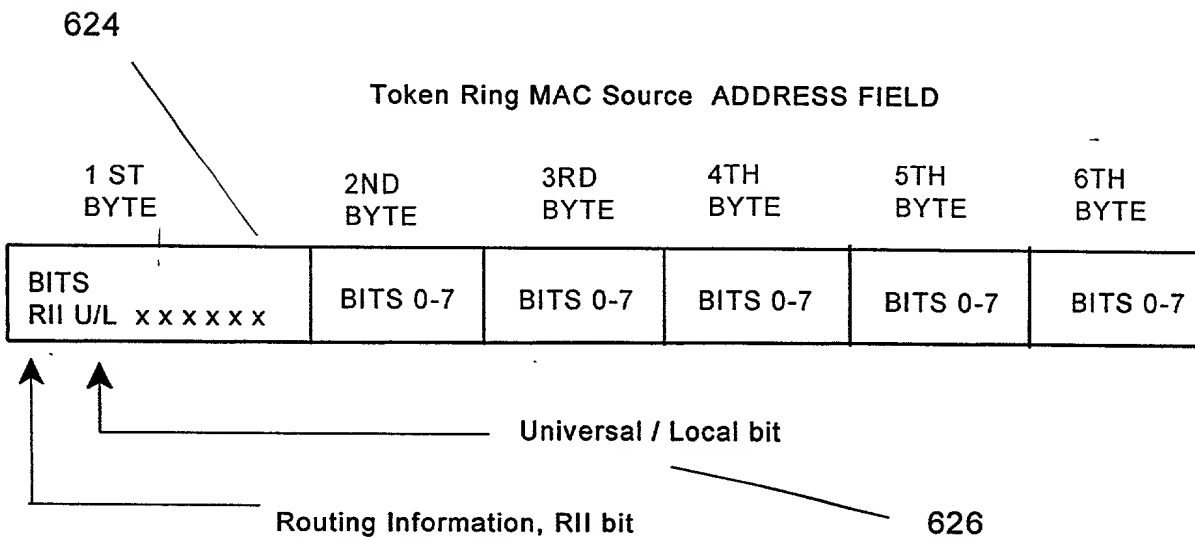 624
Token Ring MAC Source ADDRESS FIELD
1 ST BYTE
2ND BYTE
3RD BYTE
4TH BYTE
5TH BYTE
6TH BYTE
BITS
RII U/L x x x x x x
BITS 0-7
BITS 0-7
BITS 0-7
BITS 0-7
BITS 0-7
Universal / Local bit
Routing Information, RII bit
626